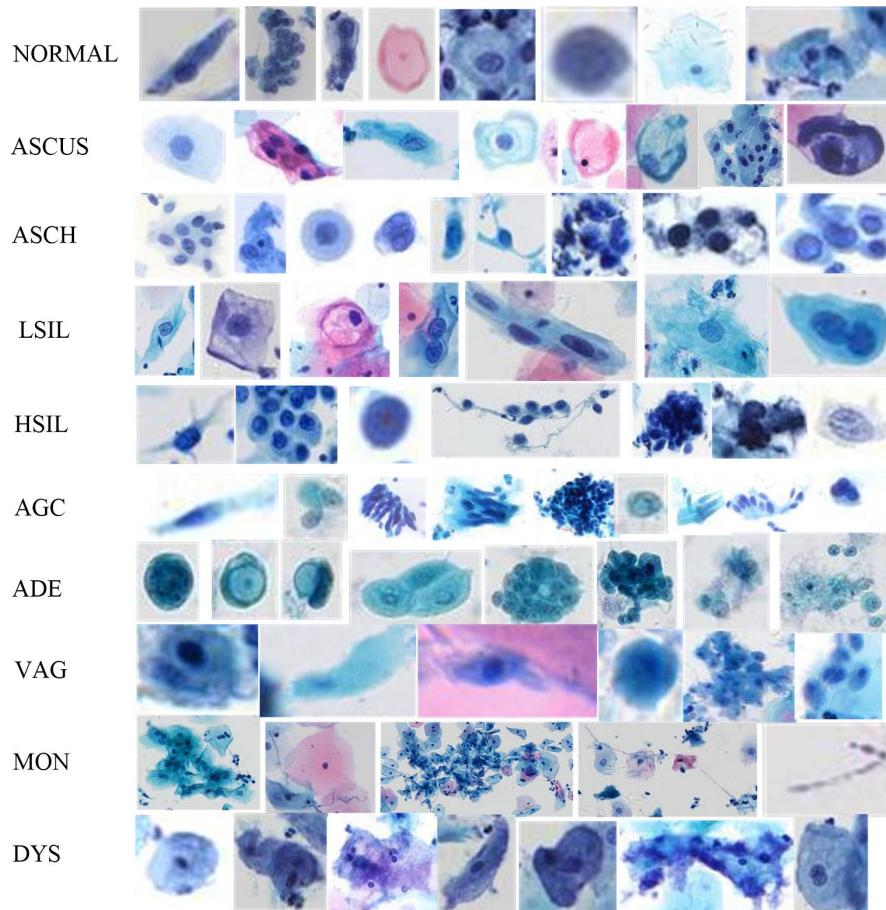 NORMAL
ASCUS
ASCH
LSIL
HSIL
AGC
ADE
VAG
MON
DYS